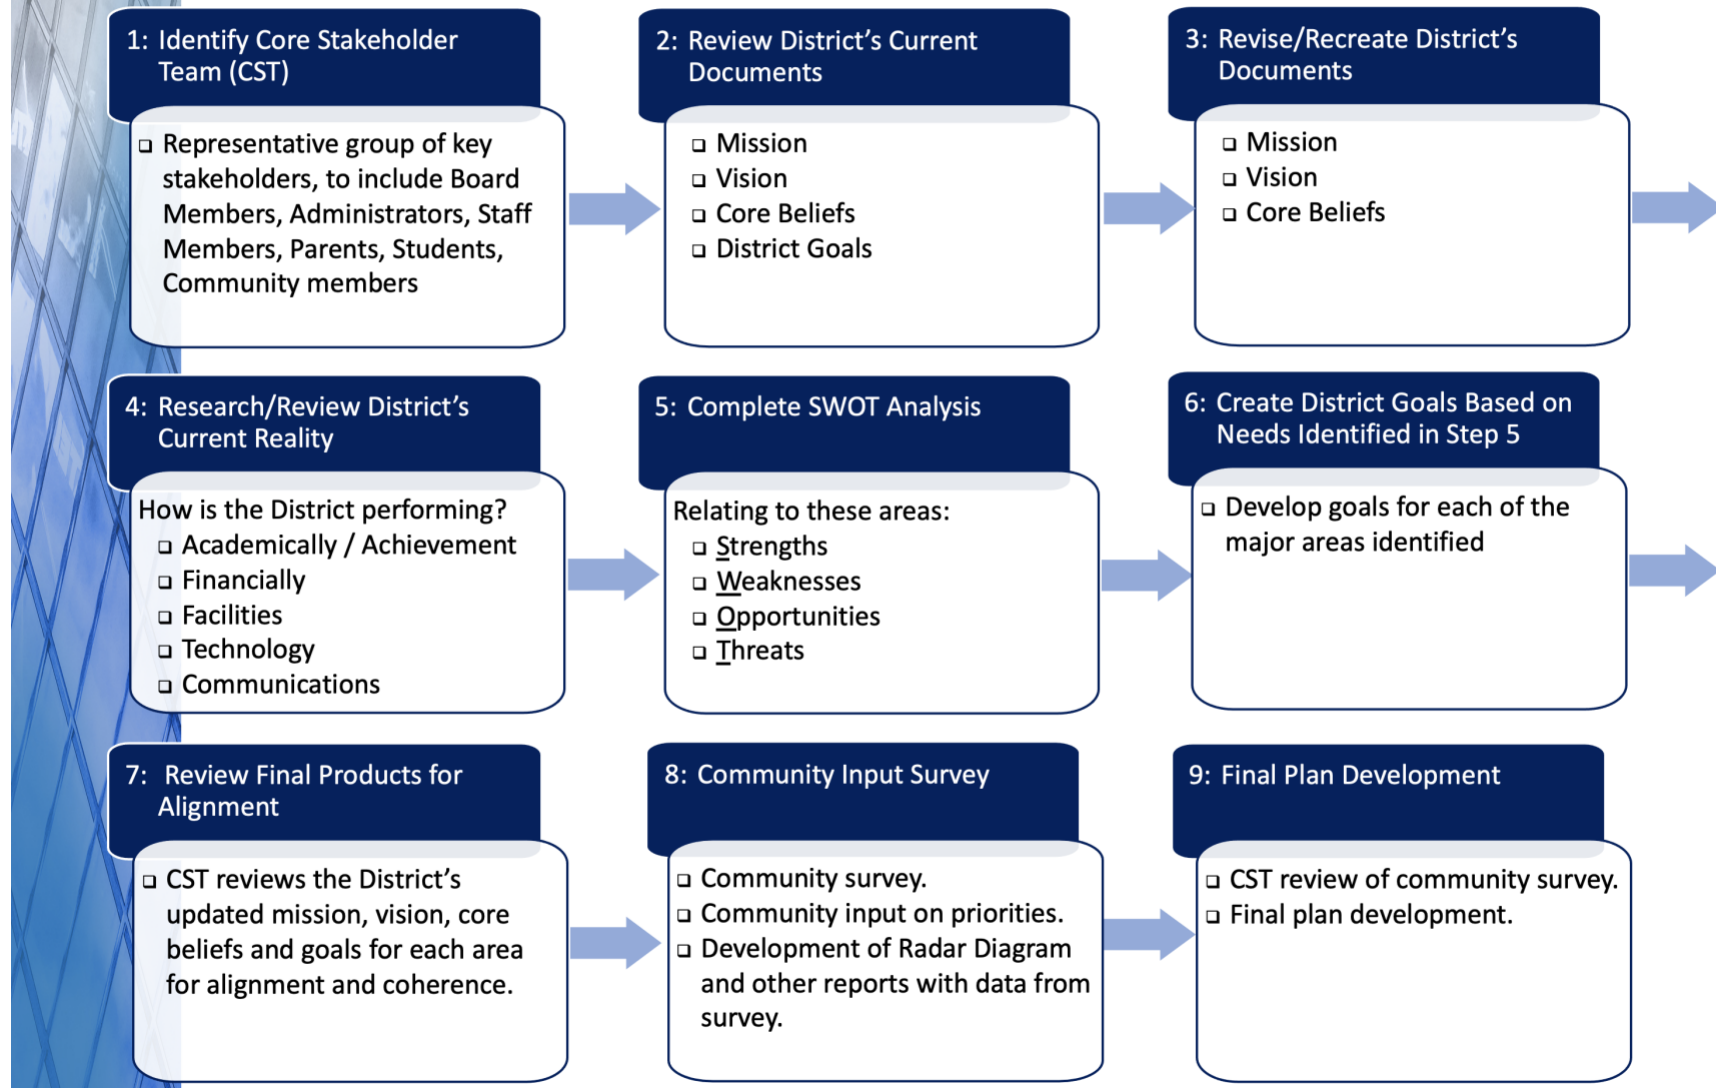 1: Identify Core Stakeholder
Team (CST)
❑ Representative group of key
stakeholders, to include Board
Members, Administrators, Staff
Members, Parents, Students,
Community members
2: Review District’s Current
Documents
❑ Mission
❑ Vision
❑ Core Beliefs
❑ District Goals
3: Revise/Recreate District’s
Documents
❑ Mission
❑ Vision
❑ Core Beliefs
4: Research/Review District’s
Current Reality
How is the District performing?
❑ Academically / Achievement
❑ Financially
❑ Facilities
❑ Technology
❑ Communications
5: Complete SWOT Analysis
Relating to these areas:
❑ Strengths
❑ Weaknesses
❑ Opportunities
❑ Threats
6: Create District Goals Based on
Needs Identified in Step 5
❑ Develop goals for each of the
major areas identified
7: Review Final Products for
Alignment
❑ CST reviews the District’s
updated mission, vision, core
beliefs and goals for each area
for alignment and coherence.
8: Community Input Survey
❑ Community survey.
❑ Community input on priorities.
❑ Development of Radar Diagram
and other reports with data from
survey.
9: Final Plan Development
❑ CST review of community survey.
❑ Final plan development.